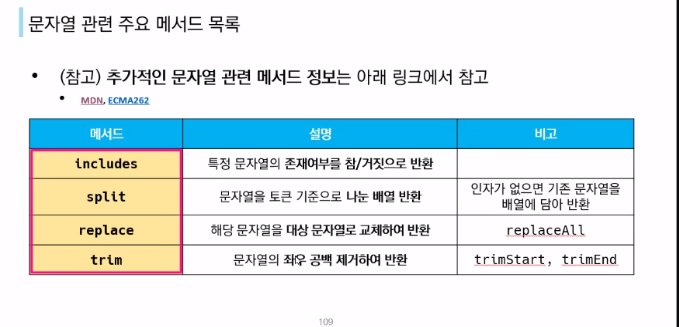 문자열 관련 주요 메서드 목록
• (참고) 추가적인 문자열 관련 메서드 정보는 아래 링크에서 참고
• MDN, ECMA262
메서드 설명 비고
includes 특정 문자열의 존재여부를 참/거짓으로 반환
split 문자열을 토큰 기준으로 나눈 배열 반환 인자가 없으면 기존 문자열을
배열에 담아 반환
replace 해당 문자열을 대상 문자열로 교체하여 반환 replaceAll
trim 문자열의 좌우 공백 제거하여 반환 trimStart, trimEnd
109